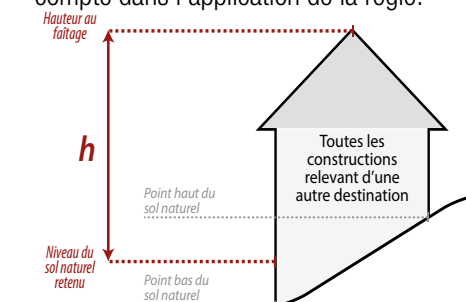 compte dans l'application de la règle.
Hauteur au
faîtage
h
Toutes les
constructions
relevant d'une
autre destination
Point haut du
sol naturel
Niveau du
sol naturel
retenu
Point bas du
sol naturel